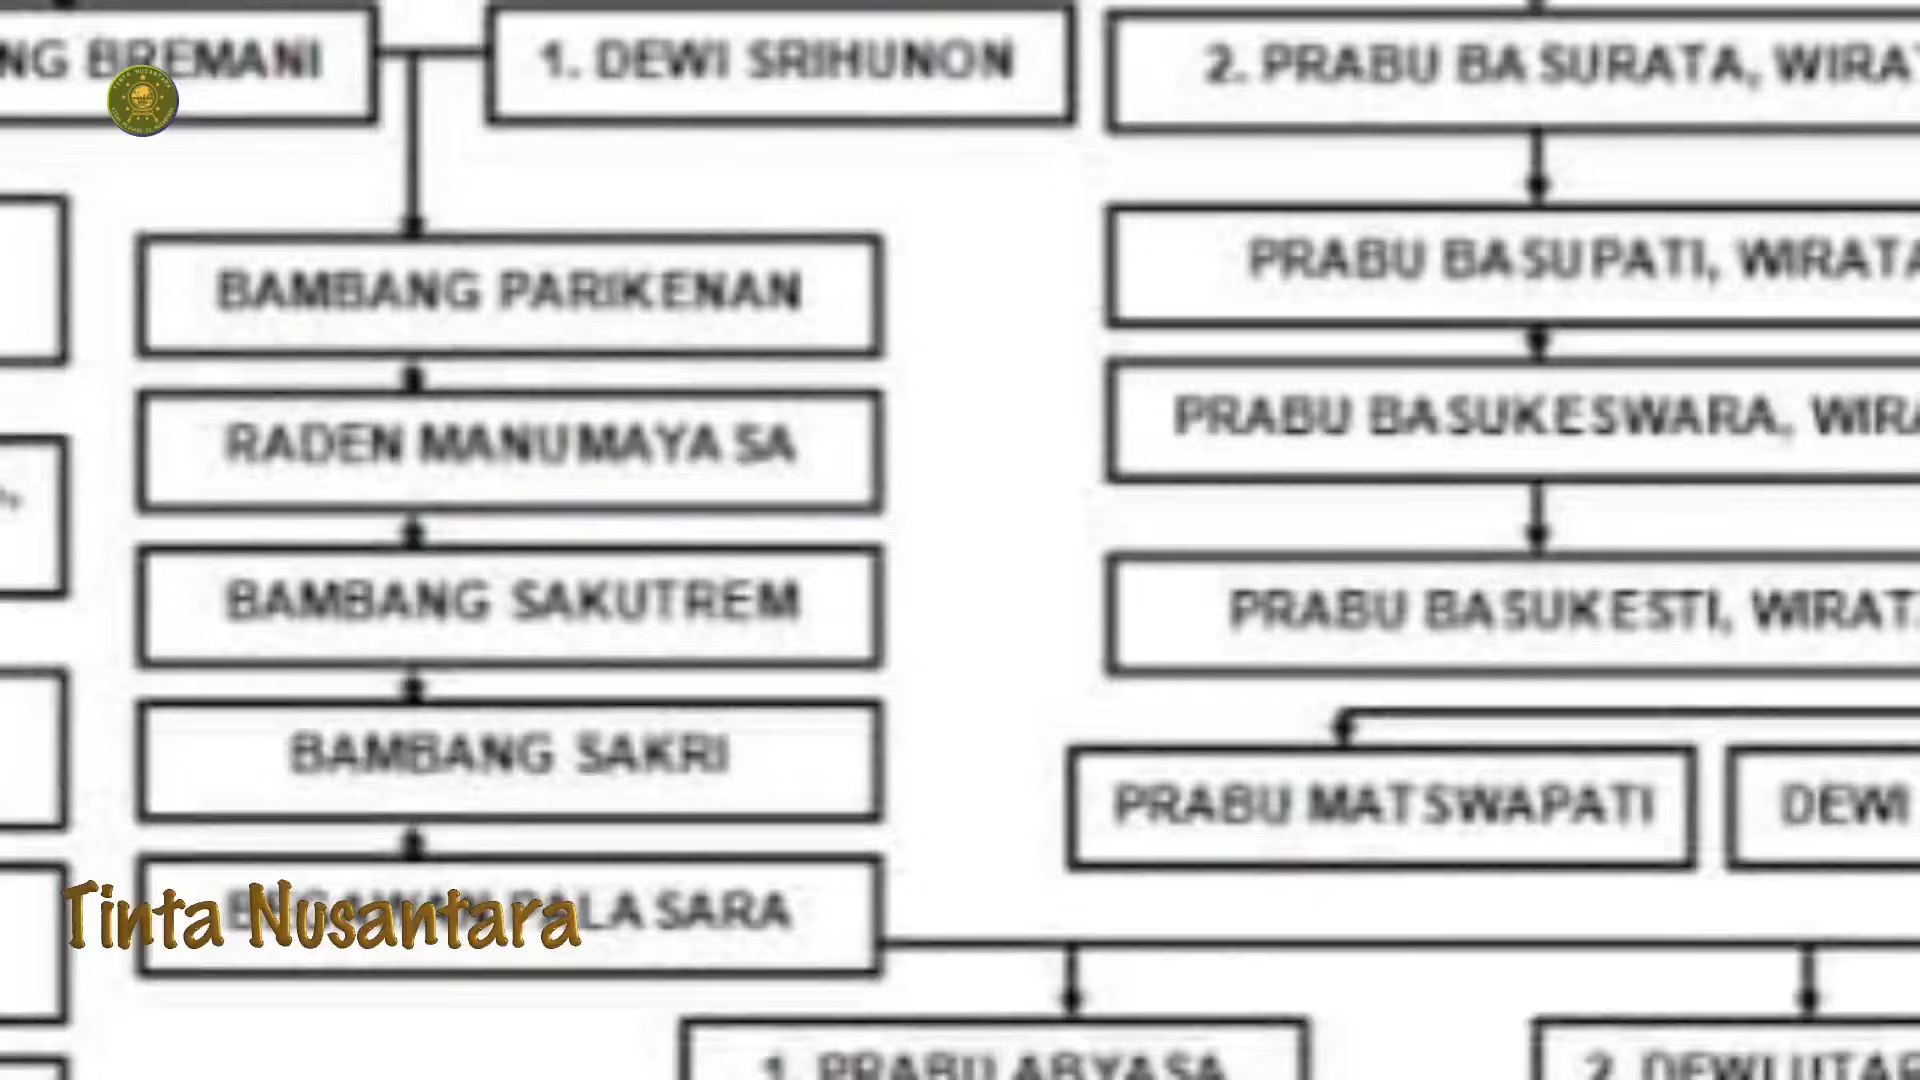 NG BREMANI
1. DEWI SRIHUNON
2. PRABU BASURATA, WIRAT
BAMBANG PARIKENAN
PRABU BASUPATI, WIRATA
RADEN MANUMAYASA
PRABU BASUKESWARA, WIRA
BAMBANG SAKUTREM
PRABU BASUKESTI, WIRAT
BAMBANG SAKRI
PRABU MATSWAPATI
DEWI
PALASARA
Tinta Nusantara
1. PRABU ABYASA
2. DEWI UTAR